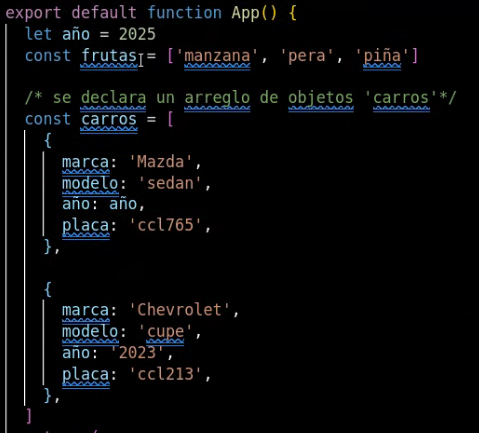 export default function App() {
let año = 2025
const frutas = ['manzana', 'pera', 'piña']
/* se declara un arreglo de objetos 'carros'*/
const carros = [
{
marca: 'Mazda',
modelo: 'sedan',
año: año,
placa: 'ccl765',
},
{
marca: 'Chevrolet',
modelo: 'cupe',
año: '2023',
placa: 'ccl213',
},
]